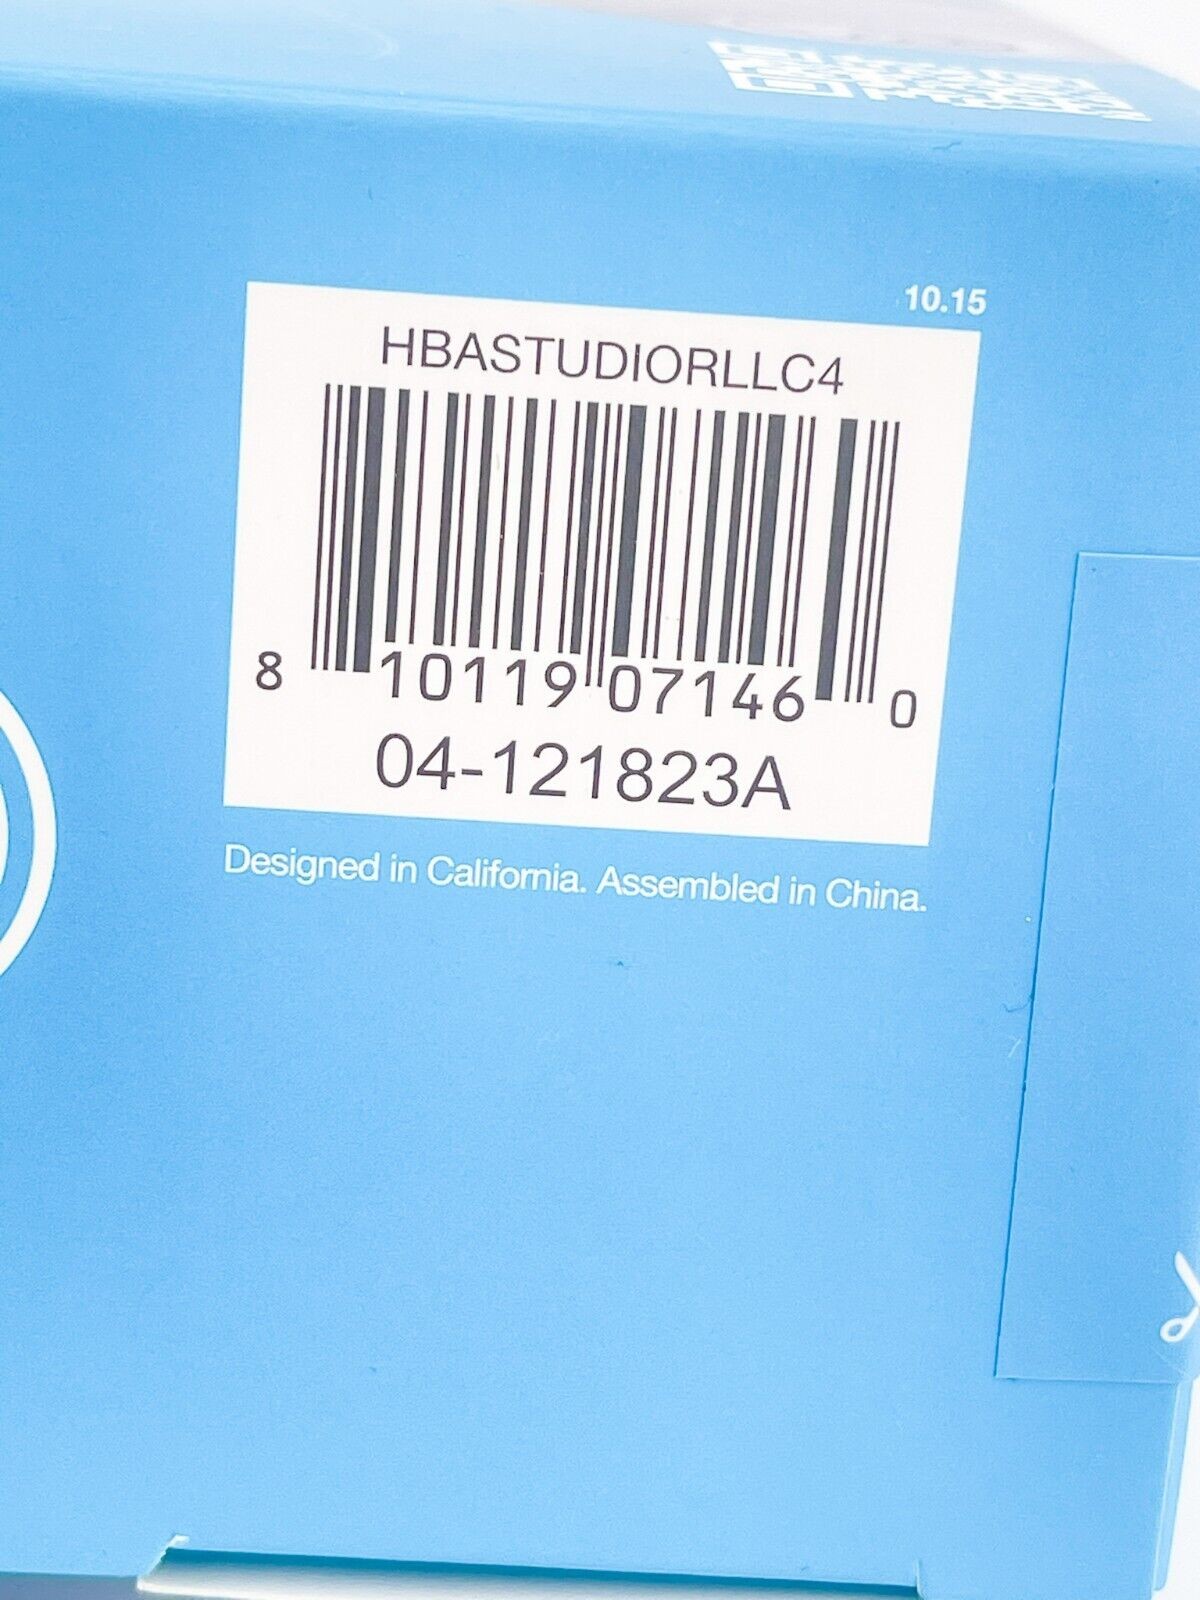 10.15
HBASTUDIORLLC4
8 10119 07146 0
04-121823A
Designed in California. Assembled in China.